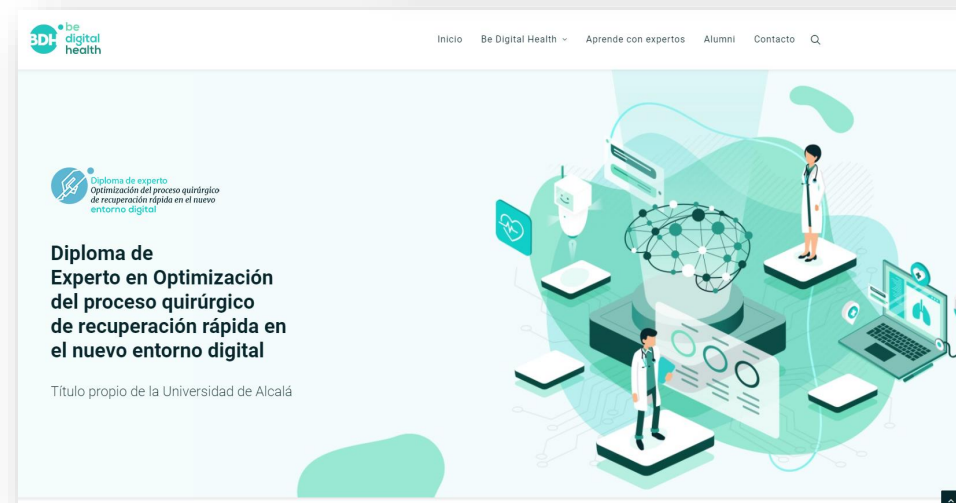 BDH be
digital
health
Inicio Be Digital Health Aprende con expertos Alumni Contacto
Diploma de experto
Optimización del proceso quirúrgico
de recuperación rápida en el nuevo
entorno digital
Diploma de
Experto en Optimización
del proceso quirúrgico
de recuperación rápida en
el nuevo entorno digital
Título propio de la Universidad de Alcalá